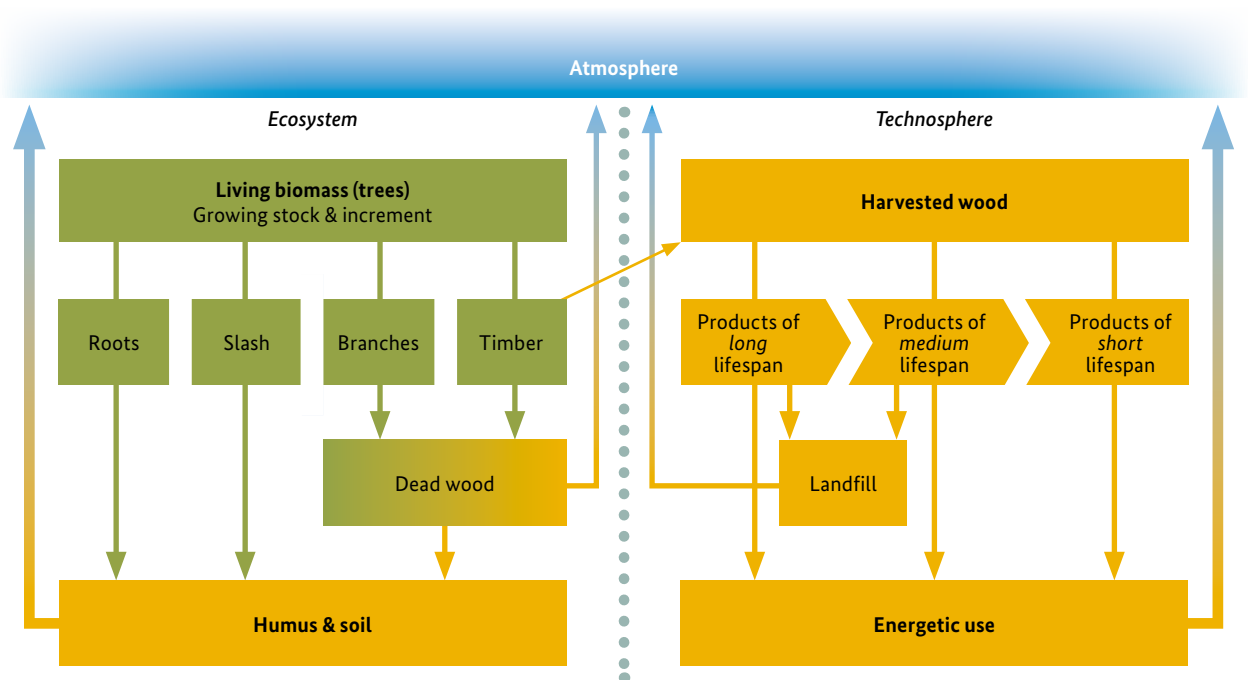 Atmosphere
Ecosystem
Technosphere
Living biomass (trees)
Growing stock & increment
Harvested wood
Roots
Slash
Branches
Timber
Products of
long
lifespan
Products of
medium
lifespan
Products of
short
lifespan
Dead wood
Landfill
Humus & soil
Energetic use